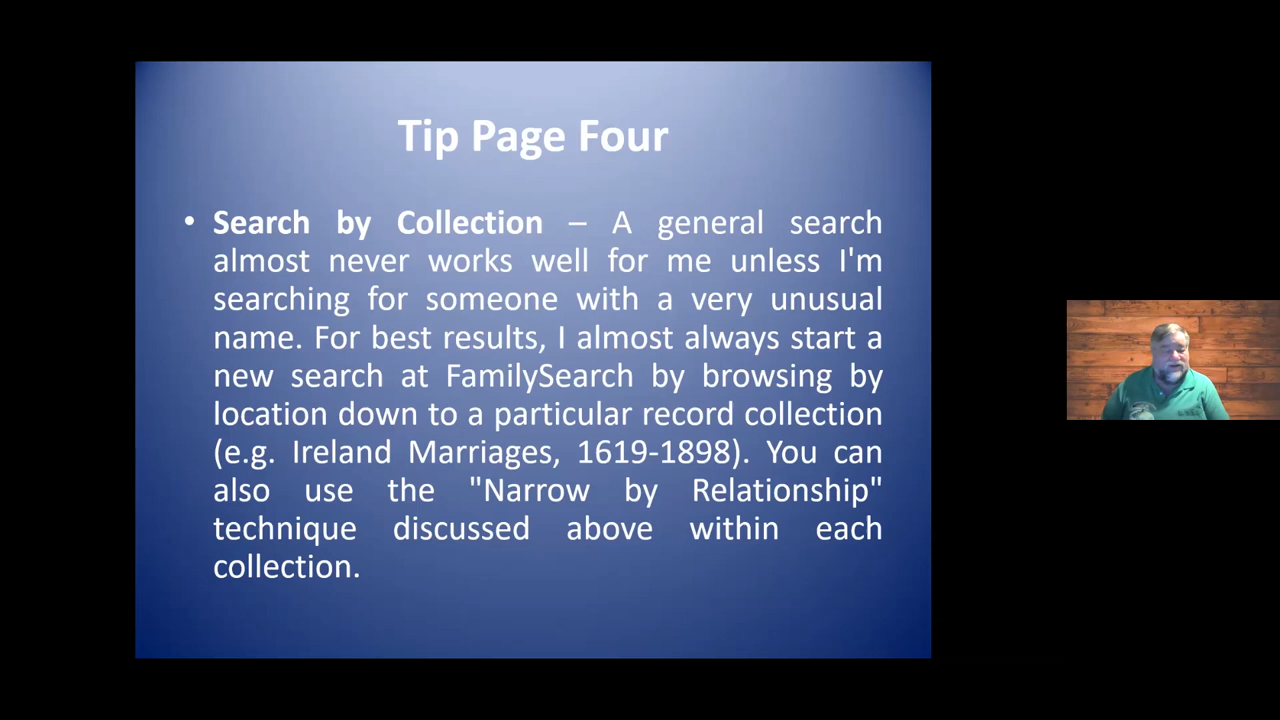 Tip Page Four
• Search by Collection – A general search
almost never works well for me unless I'm
searching for someone with a very unusual
name. For best results, I almost always start a
new search at FamilySearch by browsing by
location down to a particular record collection
(e.g. Ireland Marriages, 1619-1898). You can
also use the "Narrow by Relationship"
technique discussed above within each
collection.